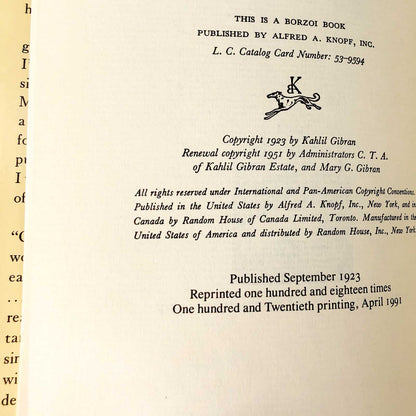 THIS IS A BORZOI BOOK
PUBLISHED BY ALFRED A. KNOPF, INC.
L. C. Catalog Card Number: 53-9594
K
Copyright 1923 by Kahlil Gibran
Renewal copyright 1951 by Administrators C. T. A.
of Kahlil Gibran Estate, and Mary G. Gibran
All rights reserved under International and Pan-American Copyright Conventions.
Published in the United States by Alfred A. Knopf, Inc., New York, and in
Canada by Random House of Canada Limited, Toronto. Manufactured in the
United States of America and distributed by Random House, Inc., New York
Published September 1923
Reprinted one hundred and eighteen times
One hundred and Twentieth printing, April 1991